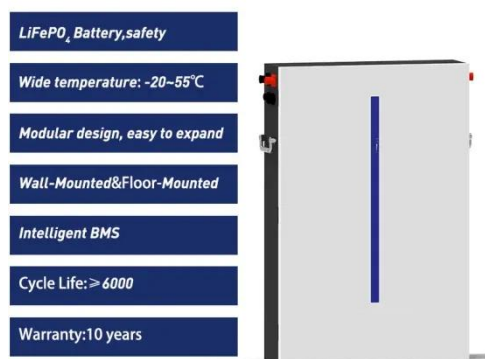 LiFePO₄ Battery,safety
Wide temperature: -20~55℃
Modular design, easy to expand
Wall-Mounted&Floor-Mounted
Intelligent BMS
Cycle Life:≥6000
Warranty:10 years